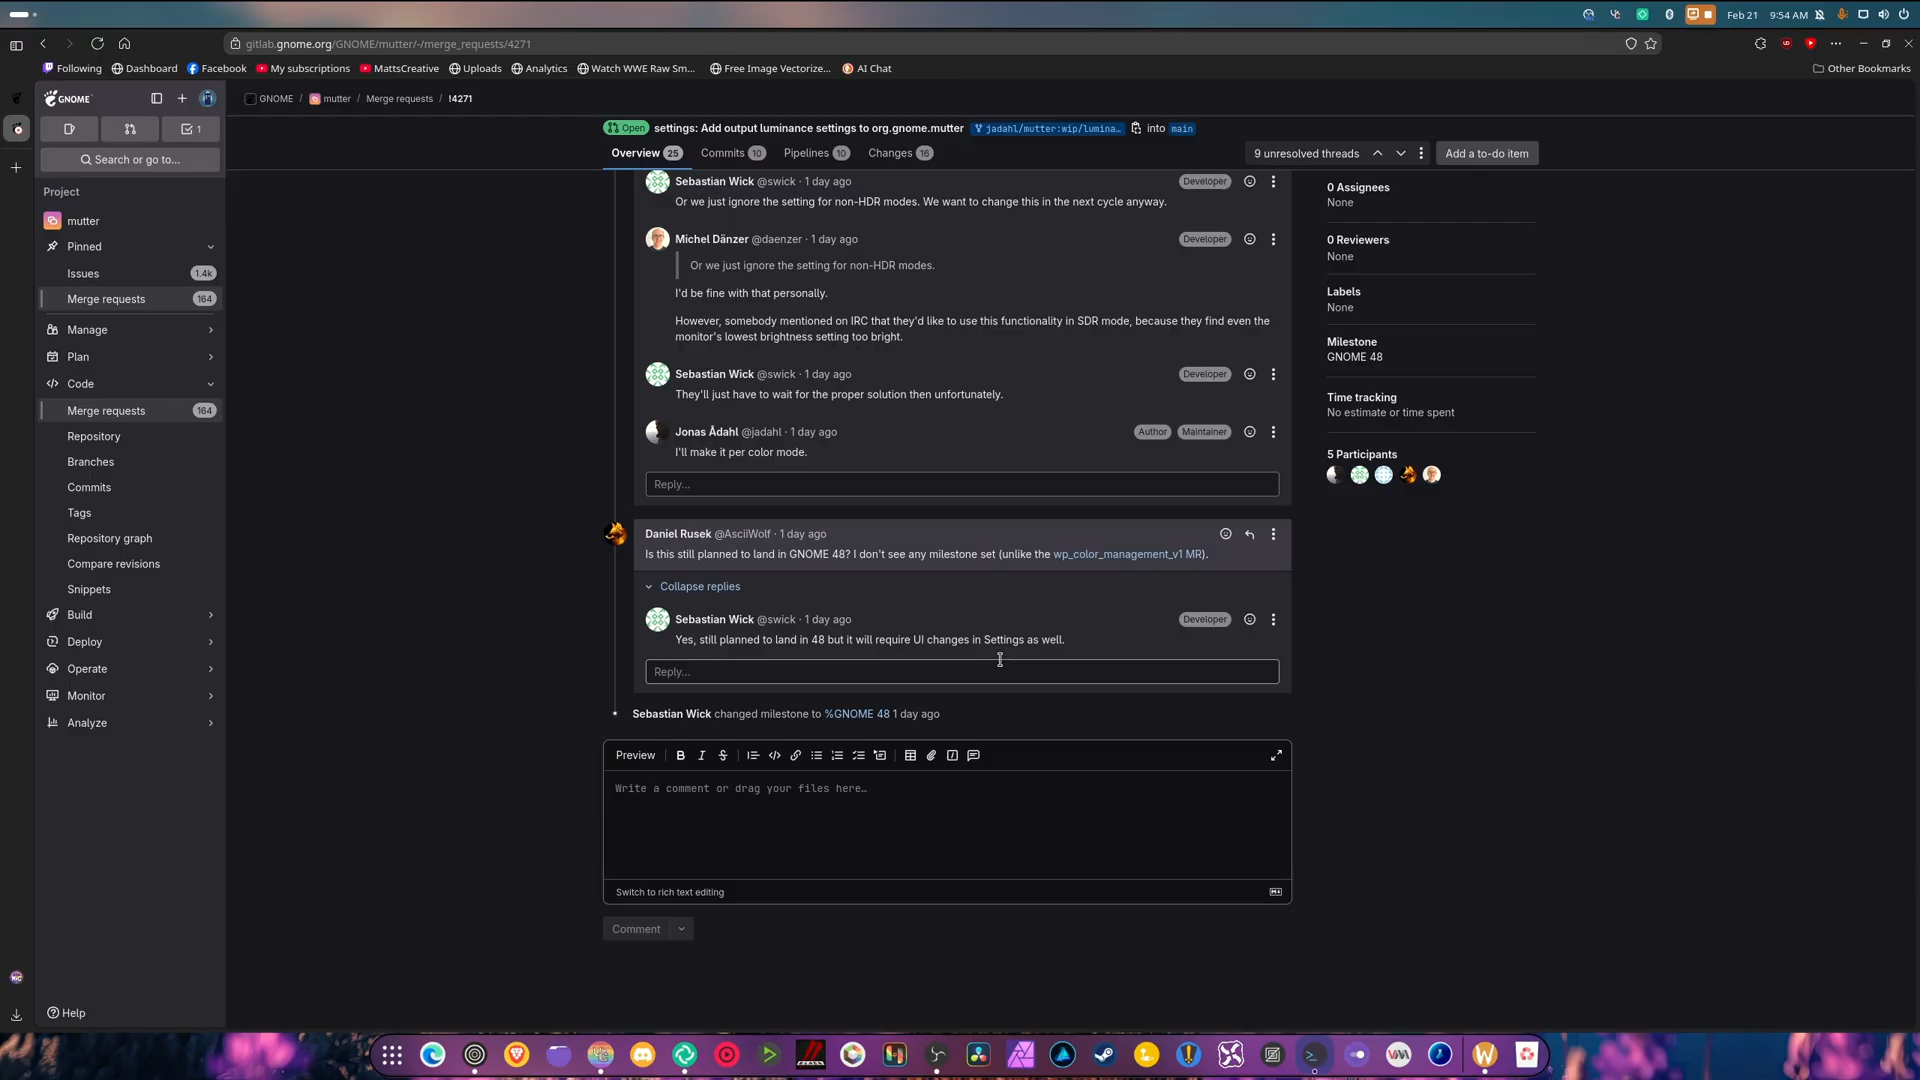 Feb 21 9:54 AM
gitlab.gnome.org/GNOME/mutter/-/merge_requests/4271
Following Dashboard Facebook My subscriptions MattsCreative Uploads Analytics Watch WWE Raw Sm... Free Image Vectorize... AI Chat Other Bookmarks
GNOME
GNOME / mutter / Merge requests / !4271
1
Open settings: Add output luminance settings to org.gnome.mutter jadahl/mutter:wip/lumina… into main
Search or go to...
Overview 25 Commits 10 Pipelines 10 Changes 16 9 unresolved threads Add a to-do item
Project
mutter
Pinned
Issues 1.4k
Merge requests 164
Manage
Plan
Code
Merge requests 164
Repository
Branches
Commits
Tags
Repository graph
Compare revisions
Snippets
Build
Deploy
Operate
Monitor
Analyze
Help
Sebastian Wick @swick · 1 day ago Developer
Or we just ignore the setting for non-HDR modes. We want to change this in the next cycle anyway.
Michel Dänzer @daenzer · 1 day ago Developer
Or we just ignore the setting for non-HDR modes.
I'd be fine with that personally.
However, somebody mentioned on IRC that they'd like to use this functionality in SDR mode, because they find even the
monitor's lowest brightness setting too bright.
Sebastian Wick @swick · 1 day ago Developer
They'll just have to wait for the proper solution then unfortunately.
Jonas Ådahl @jadahl · 1 day ago Author Maintainer
I'll make it per color mode.
Reply…
Daniel Rusek @AsciiWolf · 1 day ago
Is this still planned to land in GNOME 48? I don't see any milestone set (unlike the wp_color_management_v1 MR).
Collapse replies
Sebastian Wick @swick · 1 day ago Developer
Yes, still planned to land in 48 but it will require UI changes in Settings as well.
Reply…
Sebastian Wick changed milestone to %GNOME 48 1 day ago
Preview
Write a comment or drag your files here…
Switch to rich text editing
Comment
0 Assignees
None
0 Reviewers
None
Labels
None
Milestone
GNOME 48
Time tracking
No estimate or time spent
5 Participants